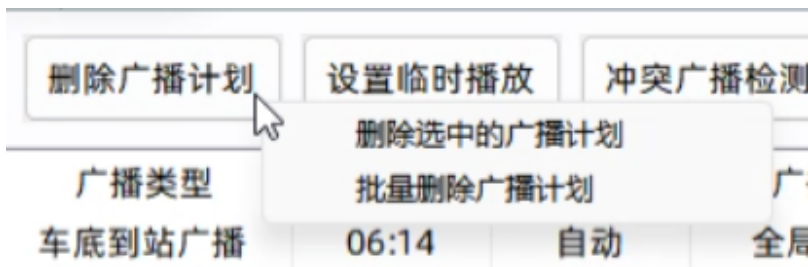 删除广播计划 设置临时播放 冲突广播检测
删除选中的广播计划
批量删除广播计划
广播类型
车底到站广播 06:14 自动 全局